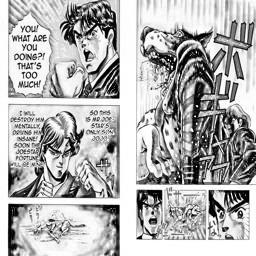 YOU!
WHAT ARE
YOU
DOING?!
THAT'S
TOO
MUCH!
I WILL
DESTROY HIM
MENTALLY,
DRIVING HIM
INSANE!
SOON THE
JOESTAR
FORTUNE
WILL BE MINE
SO THIS
IS MR. JOE-
STAR'S
ONLY SON,
JOJO!